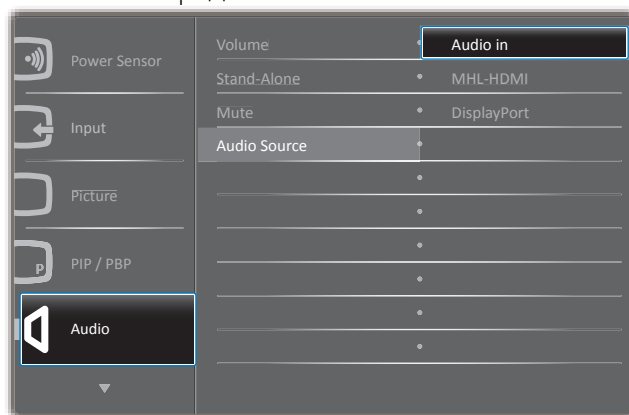 Power Sensor
Input
Picture
p
PIP / PBP
Audio
Volume
Stand-Alone
Mute
Audio Source
Audio in
MHL-HDMI
DisplayPort